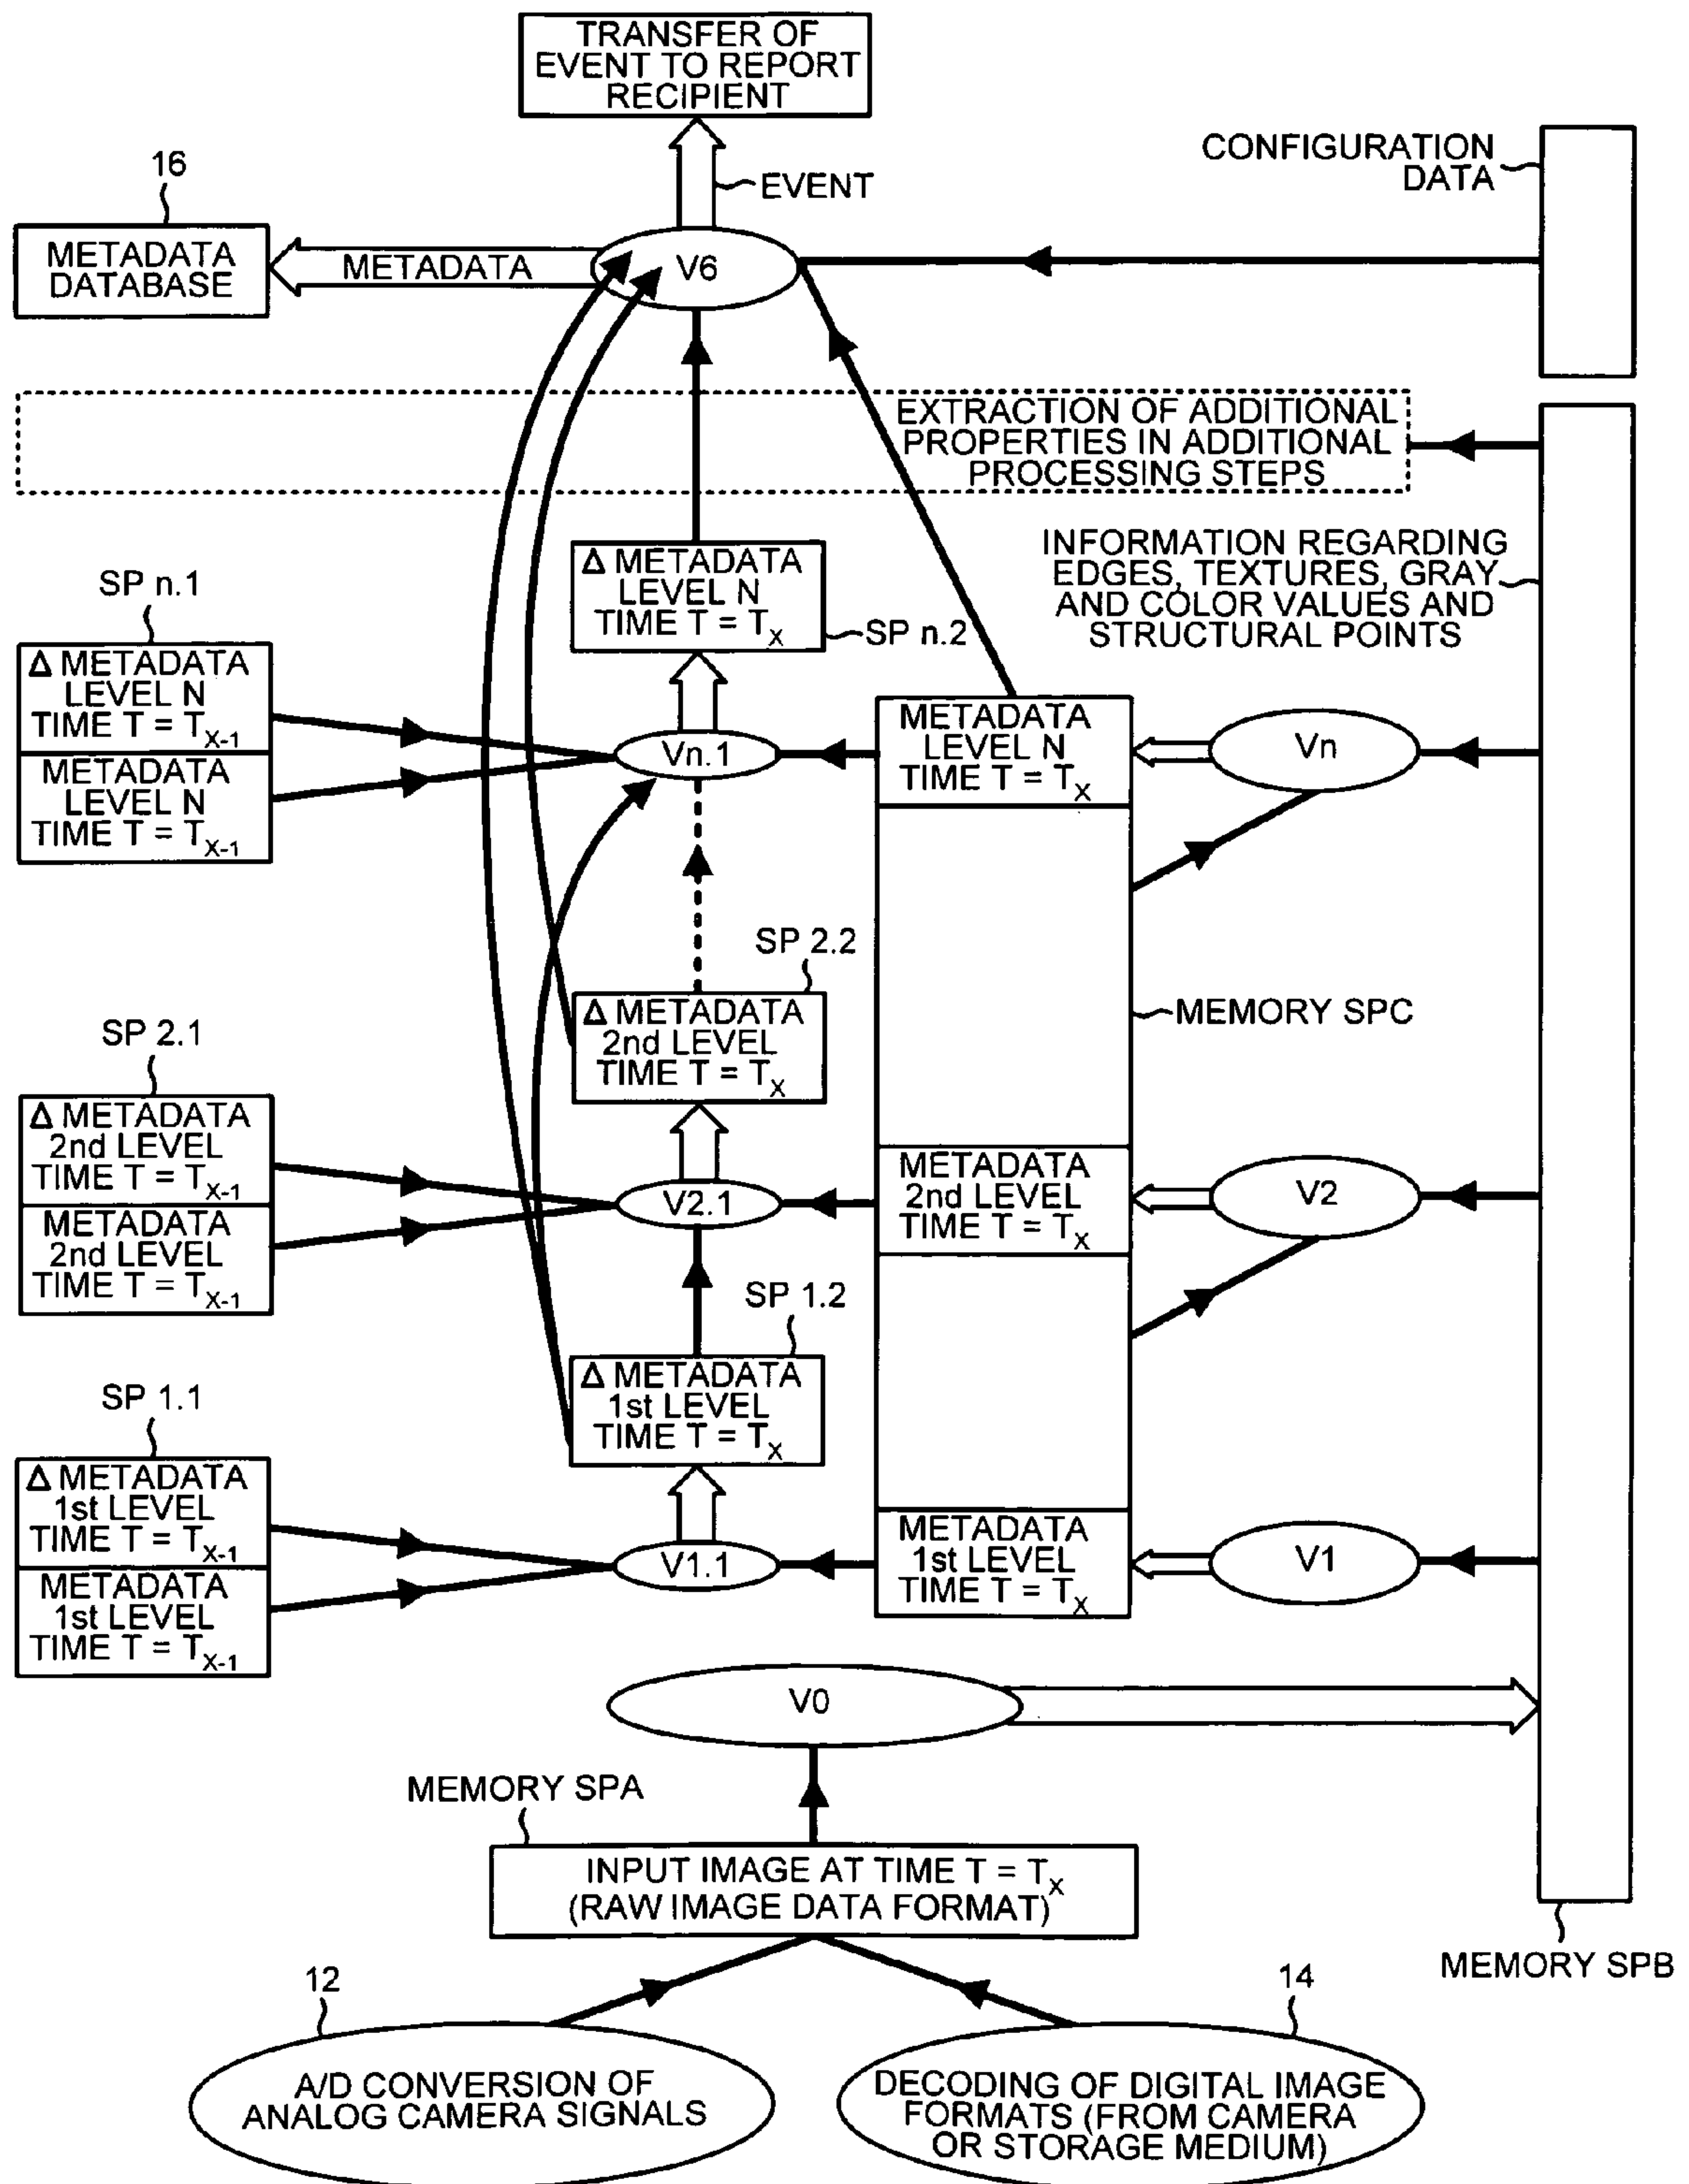 TRANSFER OF
EVENT TO REPORT
RECIPIENT
CONFIGURATION
DATA
16
EVENT
METADATA
DATABASE
METADATA
V6
EXTRACTION OF ADDITIONAL
PROPERTIES IN ADDITIONAL
PROCESSING STEPS
INFORMATION REGARDING
EDGES, TEXTURES, GRAY
AND COLOR VALUES AND
STRUCTURAL POINTS
Δ METADATA
LEVEL N
TIME T = TX
SP n.2
SP n.1
Δ METADATA
LEVEL N
TIME T = TX-1
METADATA
LEVEL N
TIME T = TX-1
Vn.1
METADATA
LEVEL N
TIME T = TX
Vn
SP 2.2
Δ METADATA
2nd LEVEL
TIME T = TX
MEMORY SPC
SP 2.1
Δ METADATA
2nd LEVEL
TIME T = TX-1
METADATA
2nd LEVEL
TIME T = TX-1
V2.1
METADATA
2nd LEVEL
TIME T = TX
V2
SP 1.2
Δ METADATA
1st LEVEL
TIME T = TX
SP 1.1
Δ METADATA
1st LEVEL
TIME T = TX-1
METADATA
1st LEVEL
TIME T = TX-1
V1.1
METADATA
1st LEVEL
TIME T = TX
V1
V0
MEMORY SPA
INPUT IMAGE AT TIME T = TX
(RAW IMAGE DATA FORMAT)
MEMORY SPB
12
14
A/D CONVERSION OF
ANALOG CAMERA SIGNALS
DECODING OF DIGITAL IMAGE
FORMATS (FROM CAMERA
OR STORAGE MEDIUM)